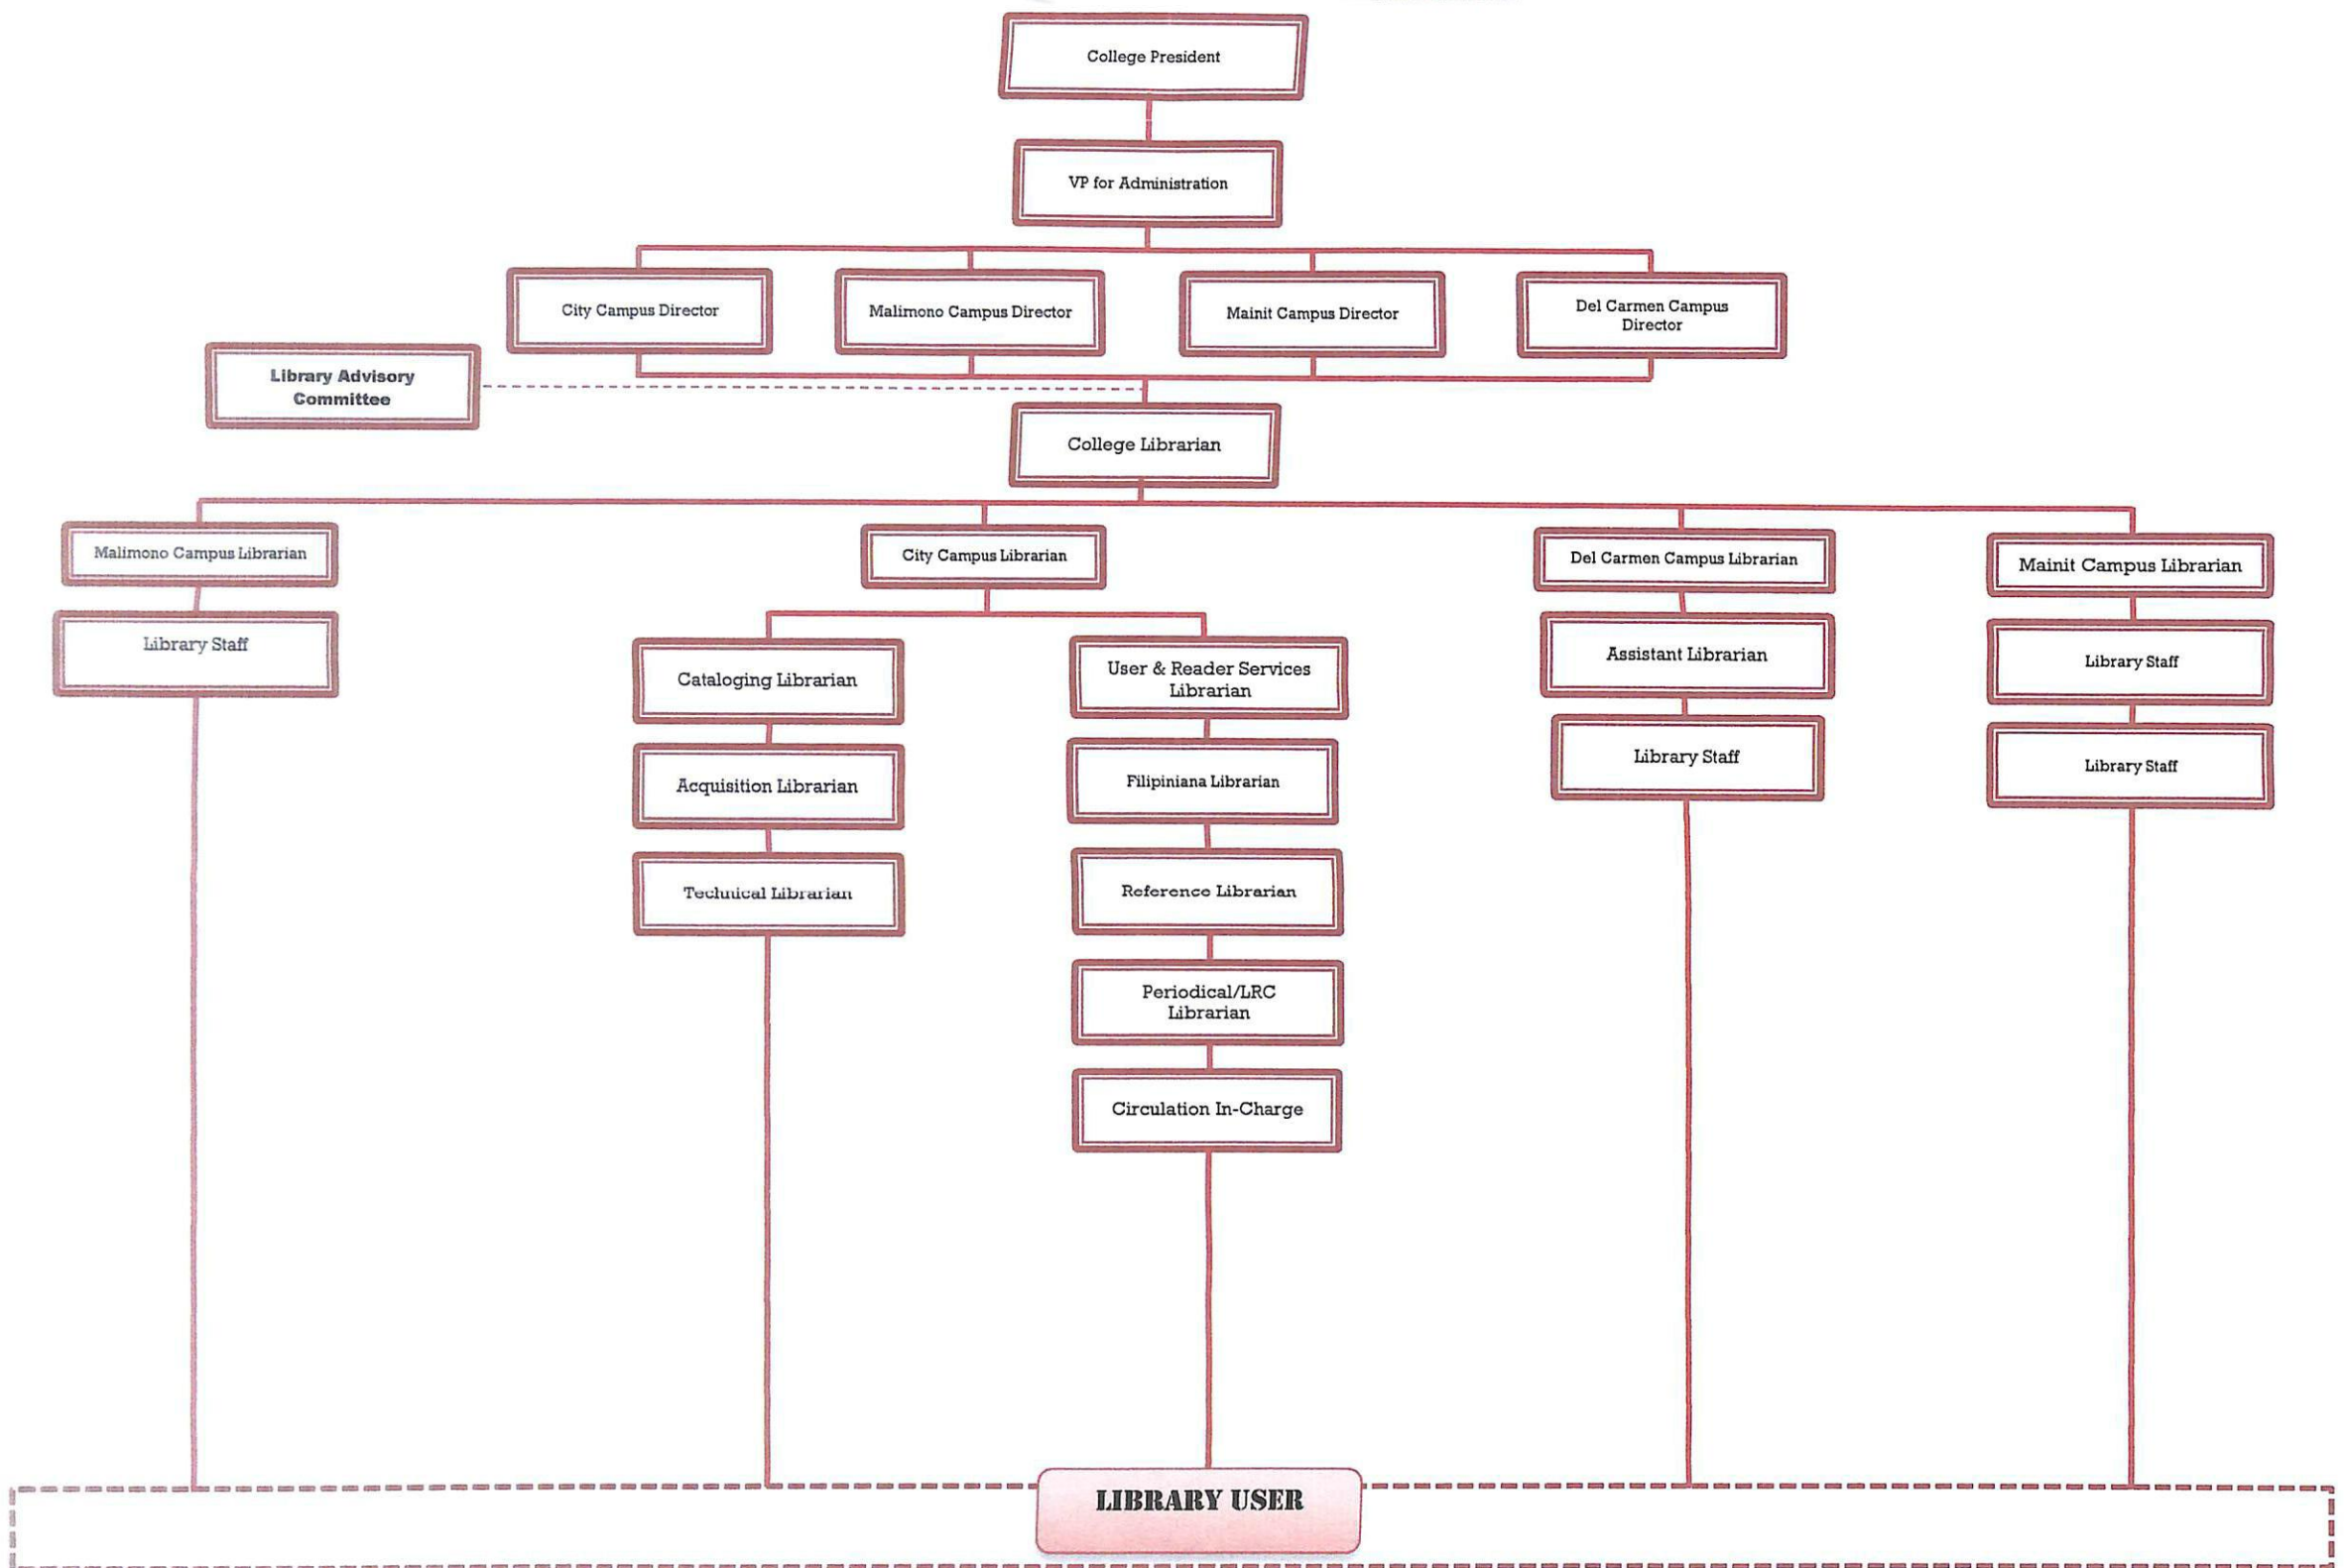 College President
VP for Administration
City Campus Director
Malimono Campus Director
Mainit Campus Director
Del Carmen Campus
Director
Library Advisory
Committee
College Librarian
Malimono Campus Librarian
City Campus Librarian
Del Carmen Campus Librarian
Mainit Campus Librarian
Library Staff
Cataloging Librarian
User & Reader Services
Librarian
Assistant Librarian
Library Staff
Acquisition Librarian
Filipiniana Librarian
Library Staff
Library Staff
Technical Librarian
Reference Librarian
Periodical/LRC
Librarian
Circulation In-Charge
LIBRARY USER